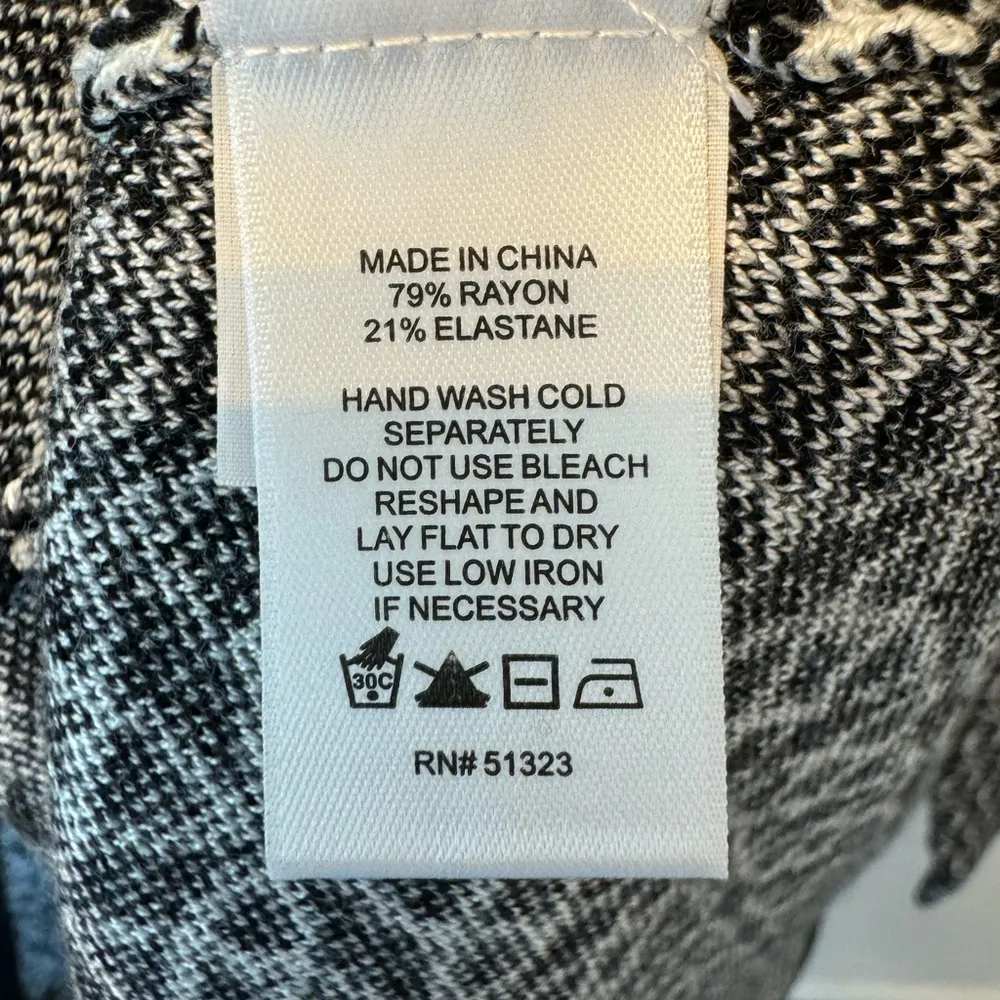 MADE IN CHINA
79% RAYON
21% ELASTANE
HAND WASH COLD
SEPARATELY
DO NOT USE BLEACH
RESHAPE AND
LAY FLAT TO DRY
USE LOW IRON
IF NECESSARY
30C
RN# 51323